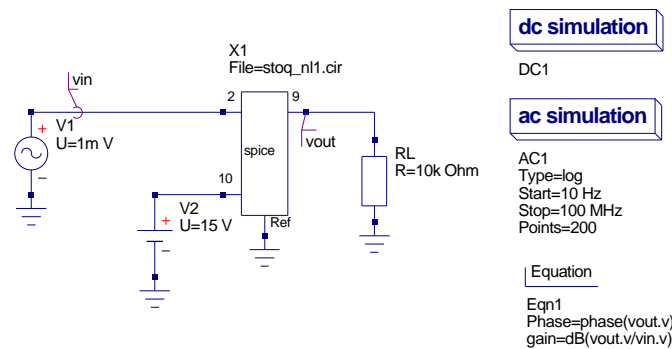 X1
File=stoq_nl1.cir
vin
2
9
V1
U=1m V
+
−
spice
vout
RL
R=10k Ohm
10
V2
U=15 V
+
−
Ref
dc simulation
DC1
ac simulation
AC1
Type=log
Start=10 Hz
Stop=100 MHz
Points=200
Equation
Eqn1
Phase=phase(vout.v)
gain=dB(vout.v/vin.v)